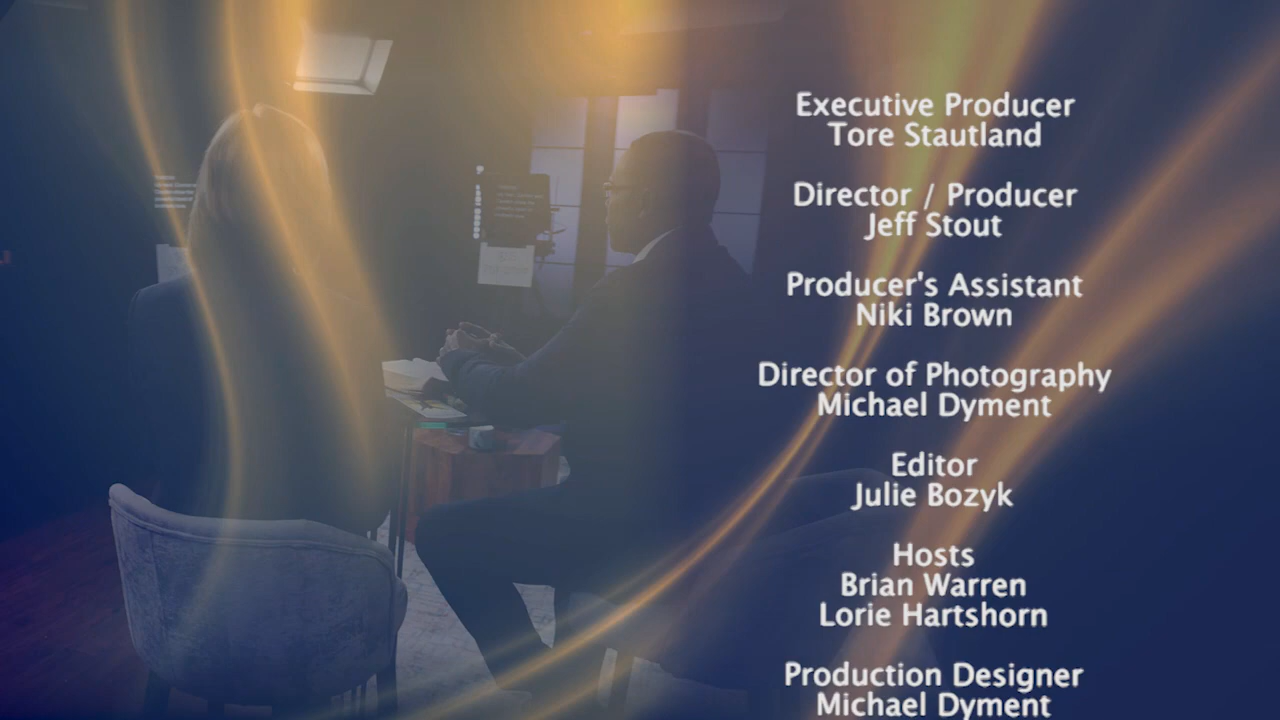 Executive Producer
Tore Stautland
Director / Producer
Jeff Stout
Producer's Assistant
Niki Brown
Director of Photography
Michael Dyment
Editor
Julie Bozyk
Hosts
Brian Warren
Lorie Hartshorn
Production Designer
Michael Dyment